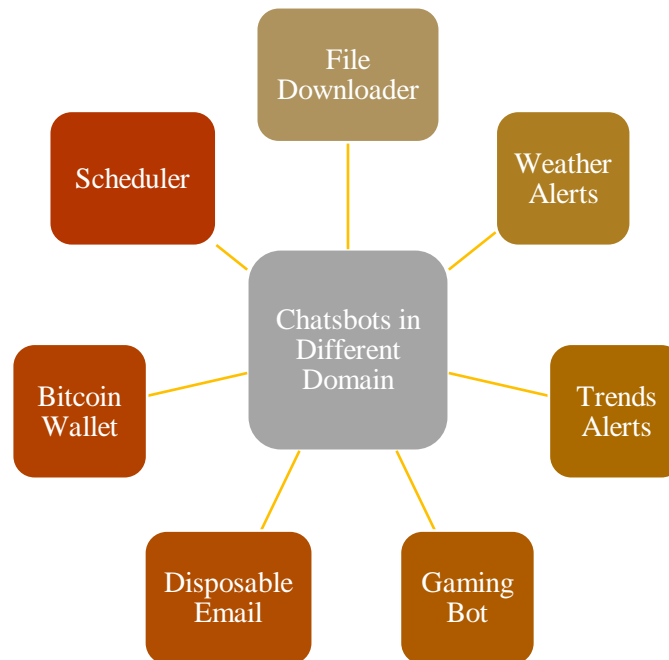 File
Downloader
Scheduler
Weather
Alerts
Chatsbots in
Different
Domain
Bitcoin
Wallet
Trends
Alerts
Disposable
Email
Gaming
Bot